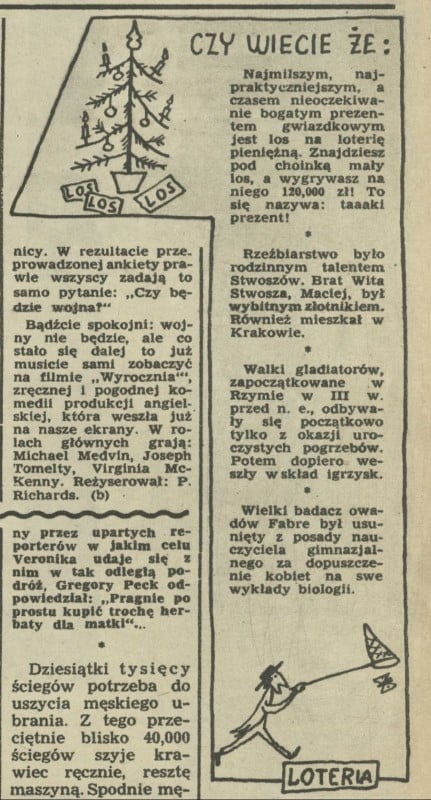 CZY WIECIE ŻE:
LOS
LOS
LOS
nicy. W rezultacie prze-
prowadzonej ankiety pra-
wie wszyscy zadają to
samo pytanie: „Czy bę-
dzie wojna?"
Bądźcie spokojni: woj-
ny nie będzie, ale co
stało się dalej to już
musicie sami zobaczyć
na filmie „Wyrocznia"',
zręcznej i pogodnej ko-
medii produkcji angiel-
skiej, która weszła już
na nasze ekrany. W ro-
lach głównych grają:
Michael Medvin, Joseph
Tomelty, Virginia Mc-
Kenny. Reżyserował: P.
Richards. (b)
ny przez upartych re-
porterów w jakim celu
Veronika udaje się z
nim w tak odległą po-
dróż, Gregory Peck od-
powiedział: „Pragnie po
prostu kupić trochę her-
baty dla matki"...
*
Dziesiątki tysięcy
ściegów potrzeba do
uszycia męskiego u-
brania. Z tego prze-
ciętnie blisko 40,000
ściegów szyje kra-
wiec ręcznie, resztę
maszyną. Spodnie mę-
Najmilszym, naj-
praktyczniejszym, a
czasem nieoczekiwa-
nie bogatym prezen-
tem gwiazdkowym
jest los na loterię
pieniężną. Znajdziesz
pod choinką mały
los, a wygrywasz na
niego 120,000 zł! To
się nazywa: taaaki
prezent!
*
Rzeźbiarstwo było
rodzinnym talentem
Stwoszów. Brat Wita
Stwosza, Maciej, był
wybitnym złotnikiem.
Również mieszkał w
Krakowie.
*
Walki gladiatorów,
zapoczątkowane w
Rzymie w III w.
przed n. e., odbywa-
ły się początkowo
tylko z okazji uro-
czystych pogrzebów.
Potem dopiero we-
szły w skład igrzysk.
*
Wielki badacz owa-
dów Fabre był usu-
nięty z posady nau-
czyciela gimnazjal-
nego za dopuszcze-
nie kobiet na swe
wykłady biologii.
LOTERIA